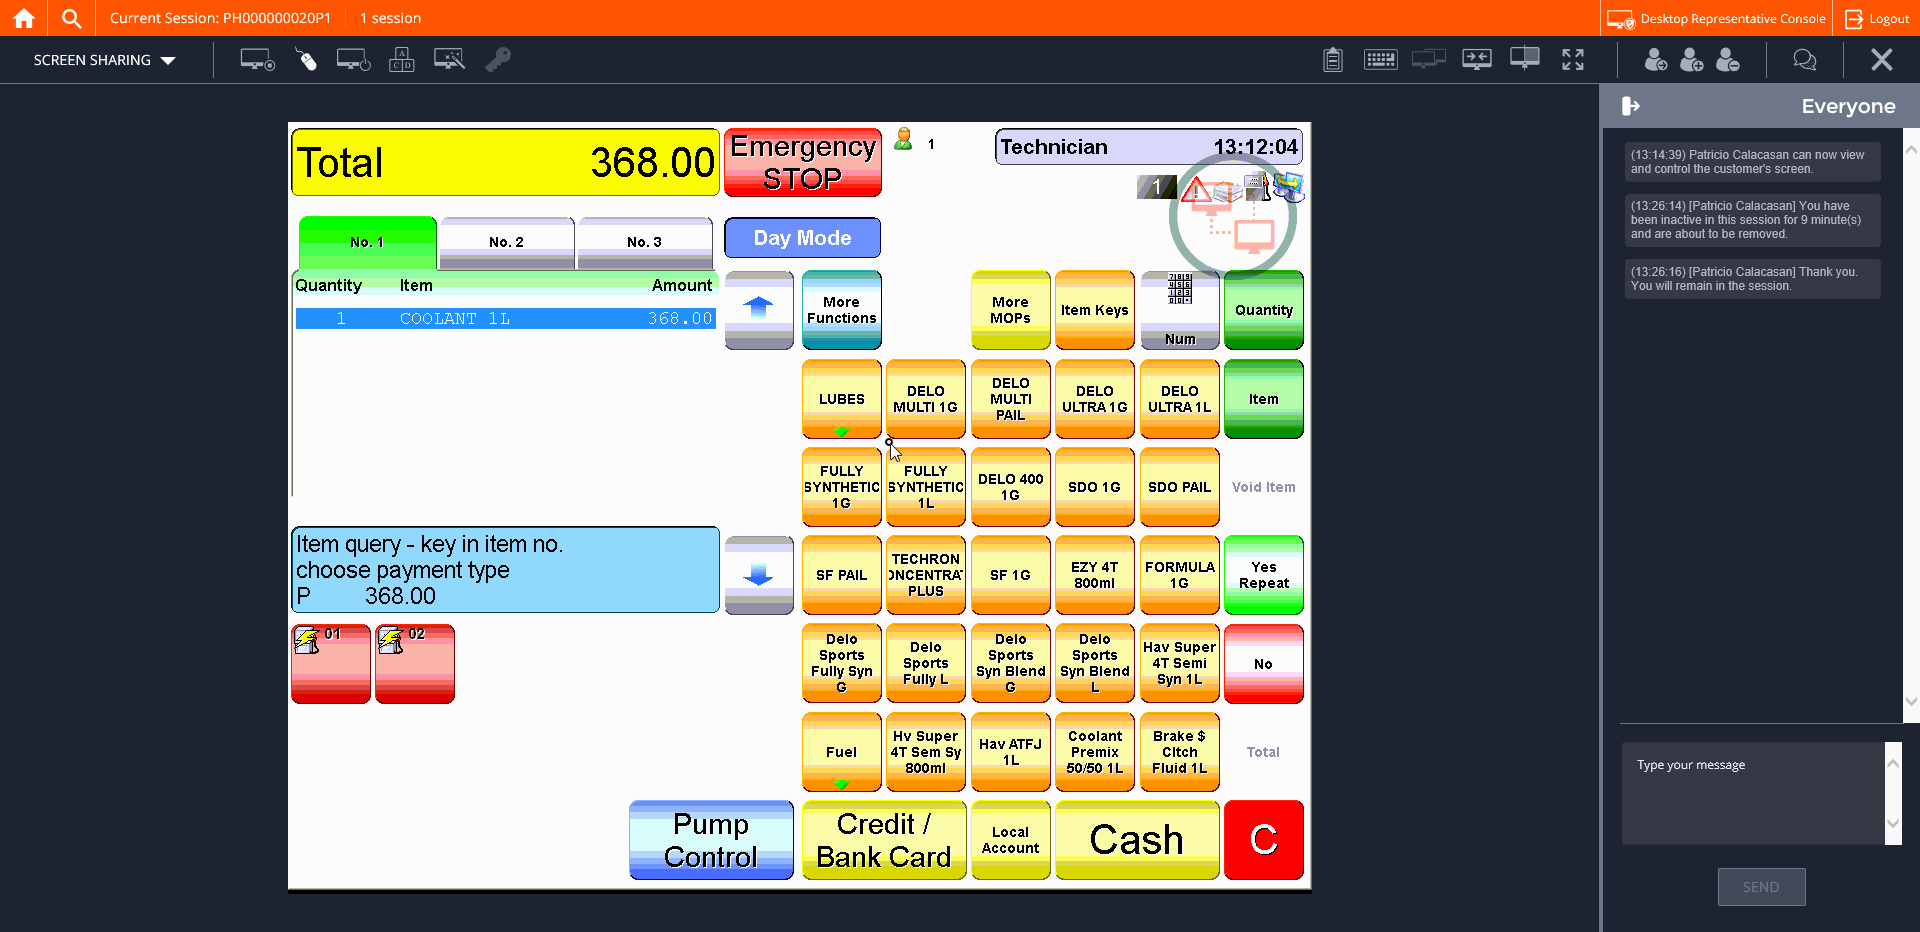 Current Session: PH000000020P1
1 session
Desktop Representative Console
Logout
SCREEN SHARING
Total 368.00
Emergency
STOP
1
Technician 13:12:04
1
No. 1
No. 2
No. 3
Day Mode
Quantity Item Amount
1 COOLANT 1L 368.00
More
Functions
More
MOPs
Item Keys
Num
Quantity
LUBES
DELO
MULTI 1G
DELO
MULTI
PAIL
DELO
ULTRA 1G
DELO
ULTRA 1L
Item
FULLY
SYNTHETIC
1G
FULLY
SYNTHETIC
1L
DELO 400
1G
SDO 1G
SDO PAIL
Void Item
Item query - key in item no.
choose payment type
P 368.00
SF PAIL
TECHRON
ONCENTRAT
PLUS
SF 1G
EZY 4T
800ml
FORMULA
1G
Yes
Repeat
01
02
Delo
Sports
Fully Syn
G
Delo
Sports
Fully L
Delo
Sports
Syn Blend
G
Delo
Sports
Syn Blend
L
Hav Super
4T Semi
Syn 1L
No
Fuel
Hv Super
4T Sem Sy
800ml
Hav ATFJ
1L
Coolant
Premix
50/50 1L
Brake $
Cltch
Fluid 1L
Total
Pump
Control
Credit /
Bank Card
Local
Account
Cash
C
Everyone
(13:14:39) Patricio Calacasan can now view
and control the customer's screen.
(13:26:14) [Patricio Calacasan] You have
been inactive in this session for 9 minute(s)
and are about to be removed.
(13:26:16) [Patricio Calacasan] Thank you.
You will remain in the session.
Type your message
SEND